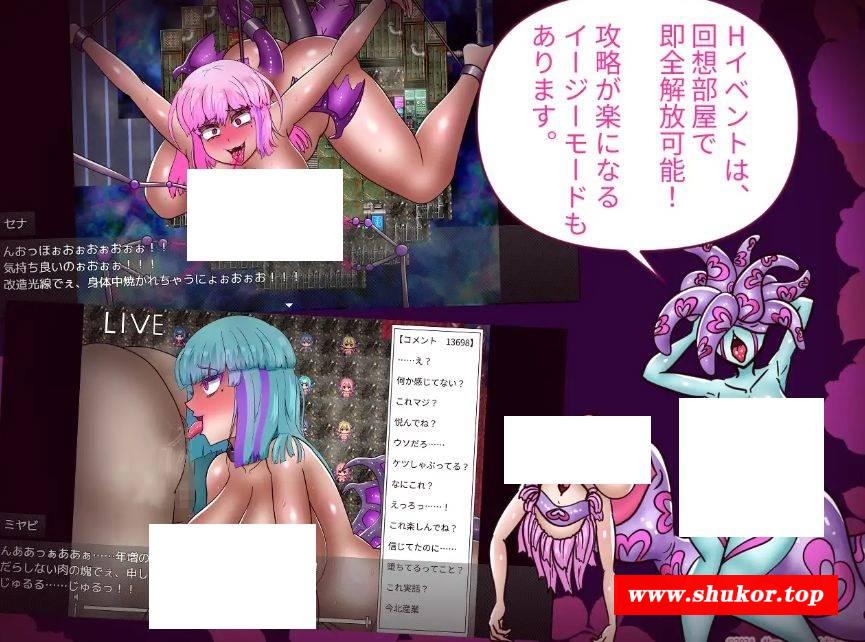 Hイベントは、
回想部屋で
即全解放可能！
攻略が楽になる
イージーモードも
あります。
セナ
んおっほぉおぉおぉおぉぉ！！
気持ち良いのぉおぉぉ！！！
改造光線でぇ、身体中焼かれちゃうにょぉおぉお！！！
LIVE
【コメント 13698】
……え？
何か感じてない？
これマジ？
悦んでね？
ウソだろ……
ケツしゃぶってる？
なにこれ？
えっろっ……！
これ楽しんでね？
信じてたのに……
堕ちてるってこと？
これ実話？
今北産業
ミヤビ
んああっぁああぁ……年増の
だらしない肉の塊でぇ、申し
じゅるる……じゅるっ！！
www.shukor.top